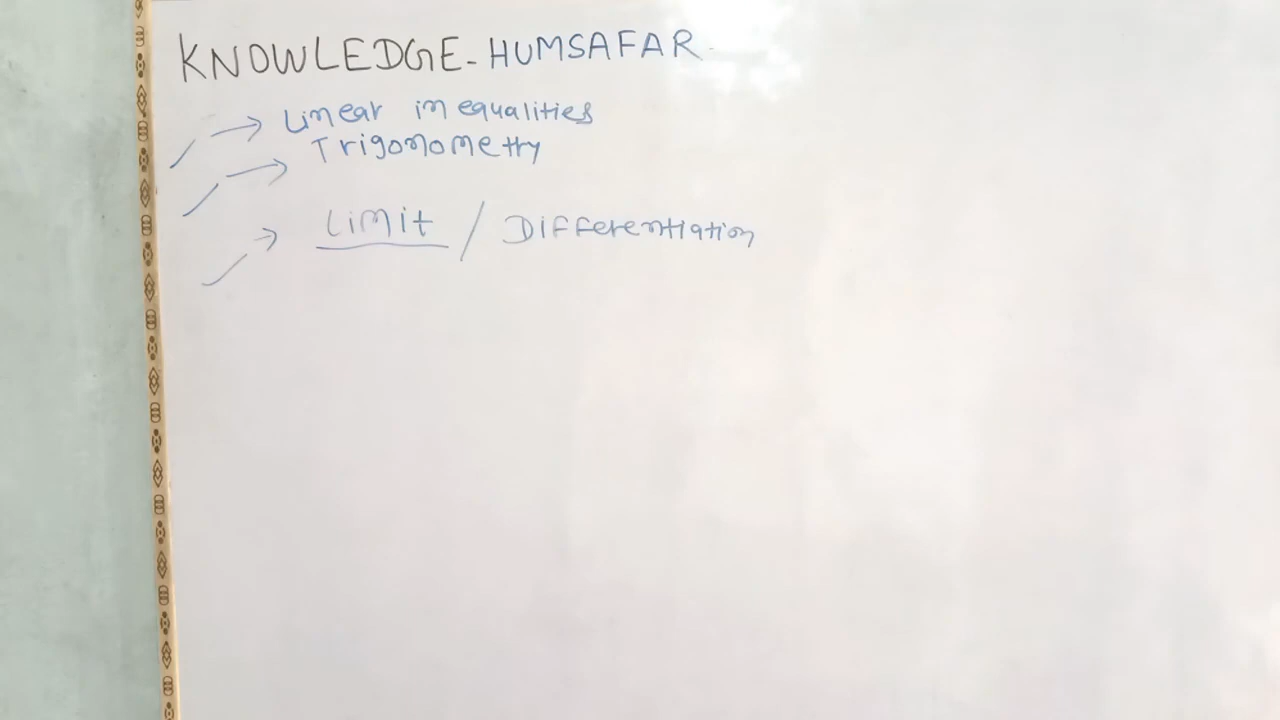 KNOWLEDGE-HUMSAFAR
→ Linear inequalities
→ Trigonometry
→ Limit / Differentiation